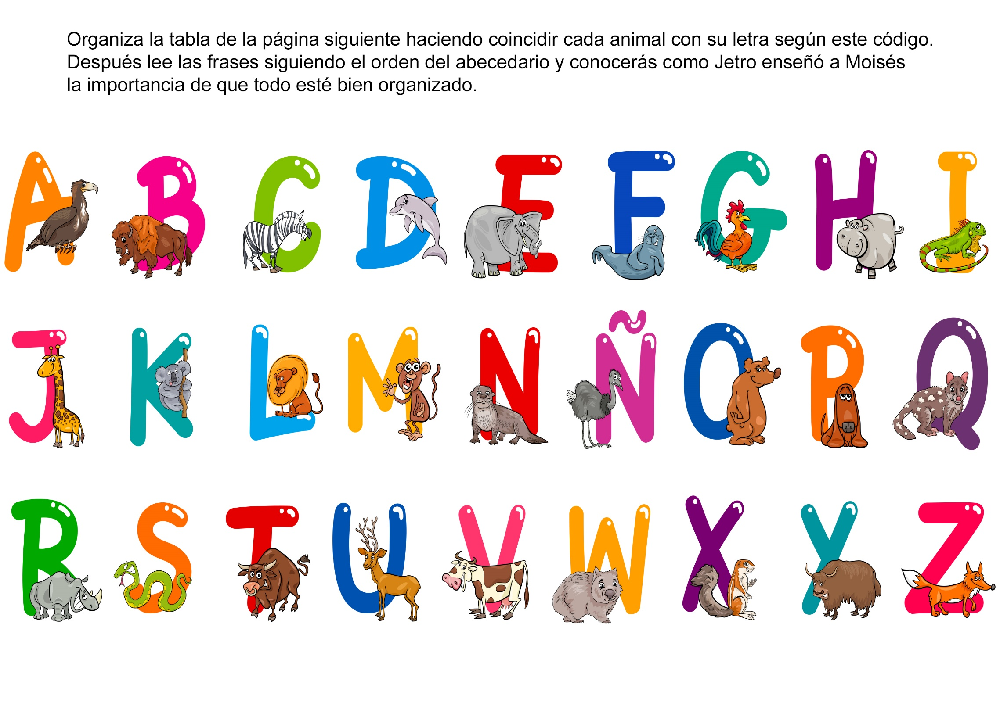 Organiza la tabla de la página siguiente haciendo coincidir cada animal con su letra según este código.
Después lee las frases siguiendo el orden del abecedario y conocerás como Jetro enseñó a Moisés
la importancia de que todo esté bien organizado.
A B C D E F G H I
J K L M N Ñ O P Q
R S T U V W X Y Z